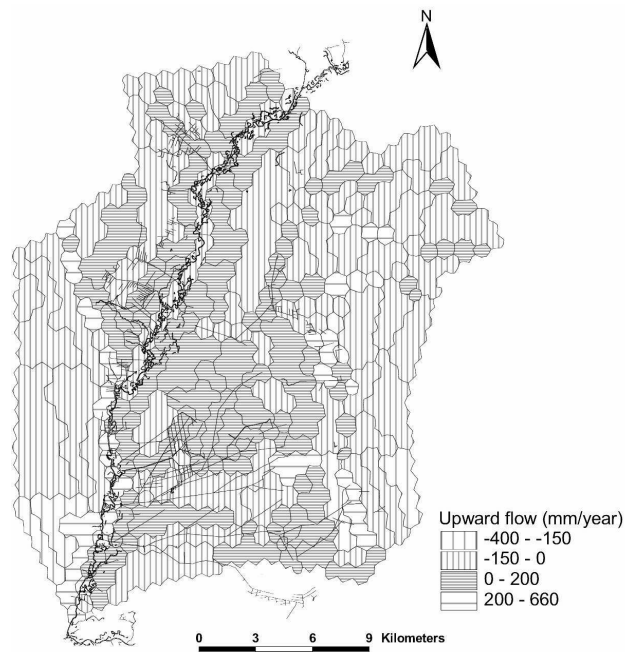 N
Upward flow (mm/year)
-400 - -150
-150 - 0
0 - 200
200 - 660
0 3 6 9 Kilometers